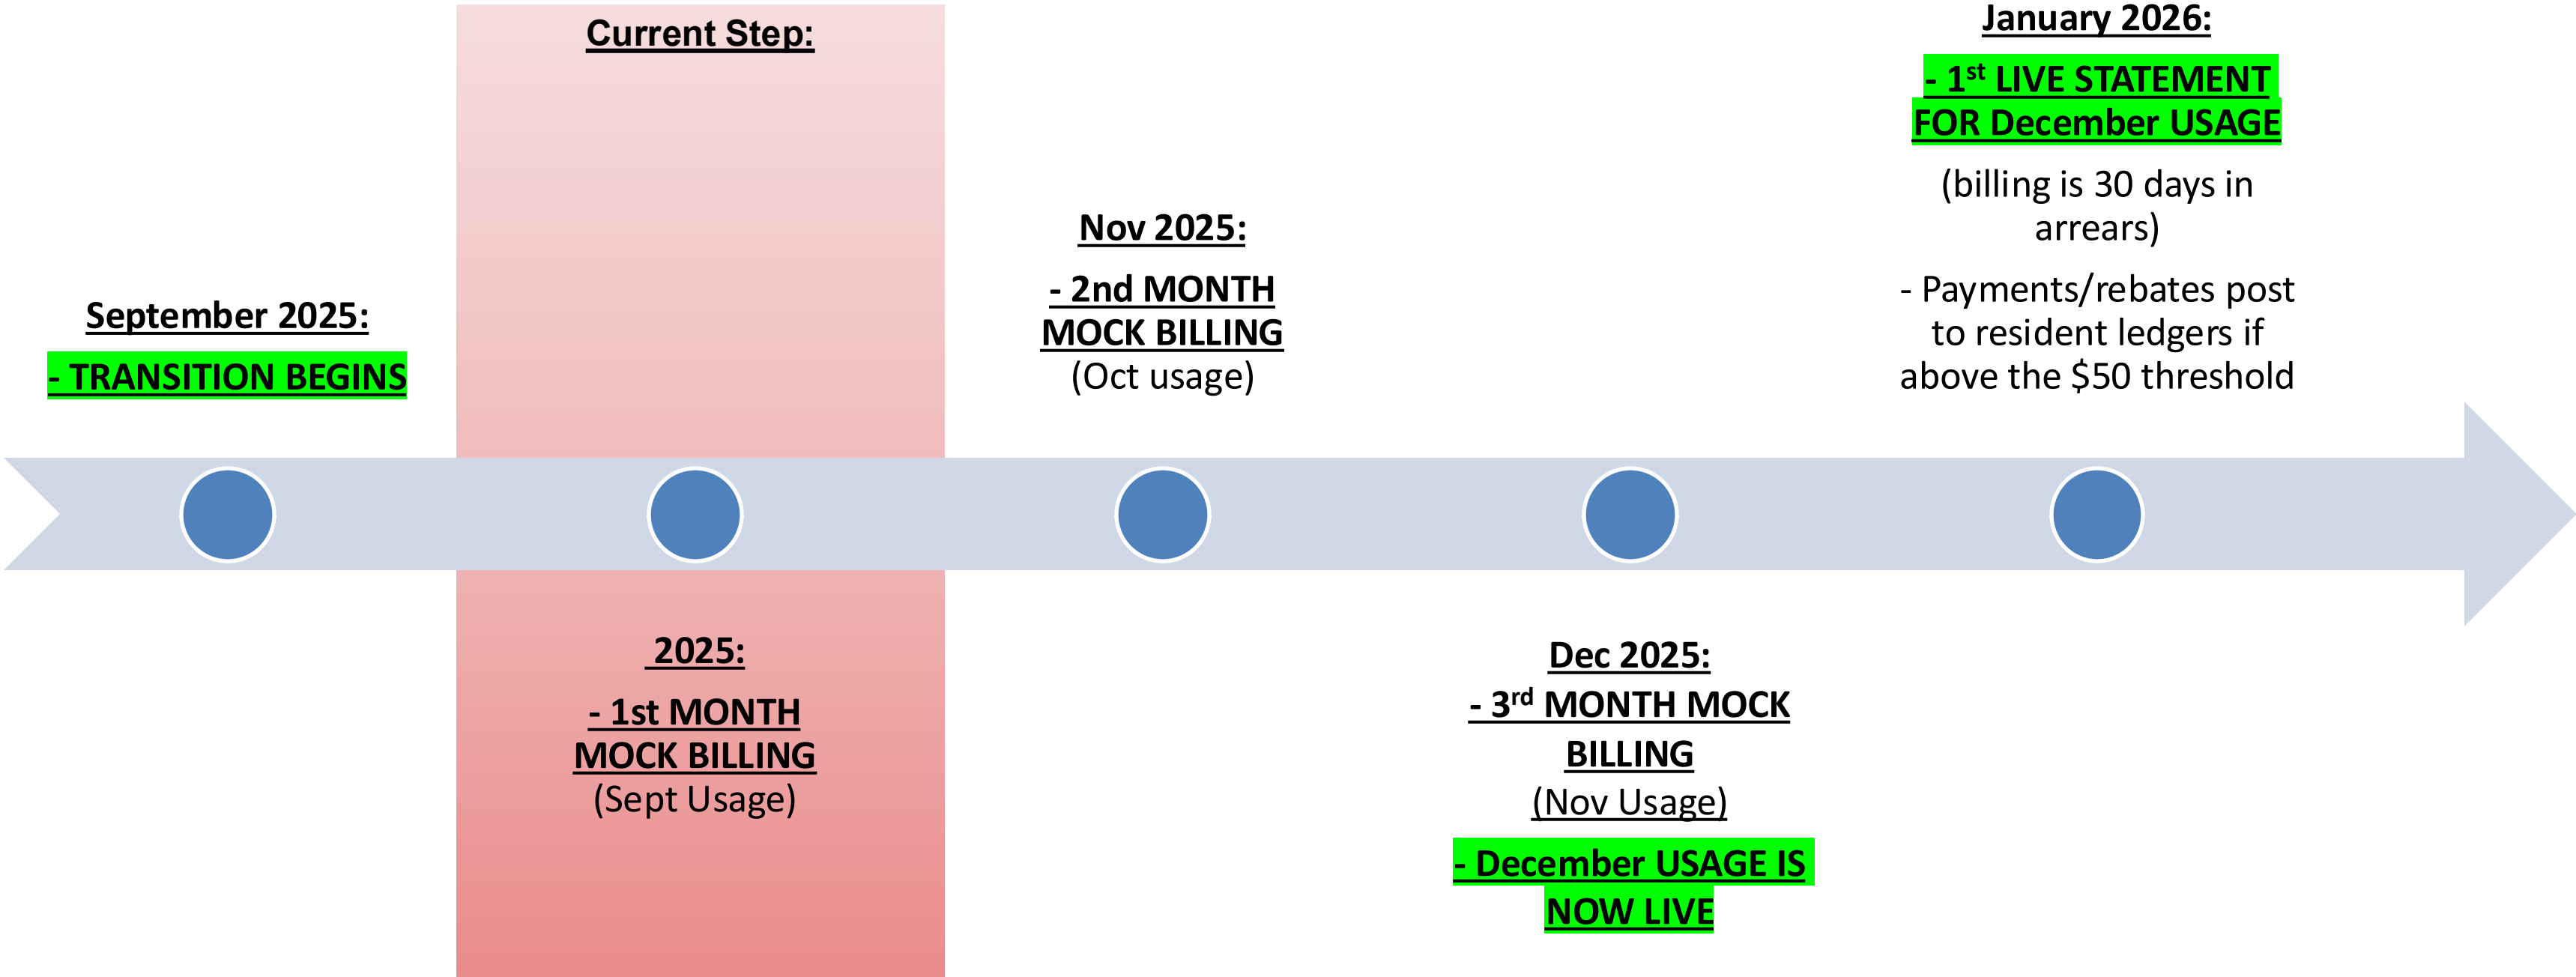 September 2025:
- TRANSITION BEGINS
Current Step:
2025:
- 1st MONTH
MOCK BILLING
(Sept Usage)
Nov 2025:
- 2nd MONTH
MOCK BILLING
(Oct usage)
Dec 2025:
- 3rd MONTH MOCK
BILLING
(Nov Usage)
- December USAGE IS
NOW LIVE
January 2026:
- 1st LIVE STATEMENT
FOR December USAGE
(billing is 30 days in
arrears)
- Payments/rebates post
to resident ledgers if
above the $50 threshold